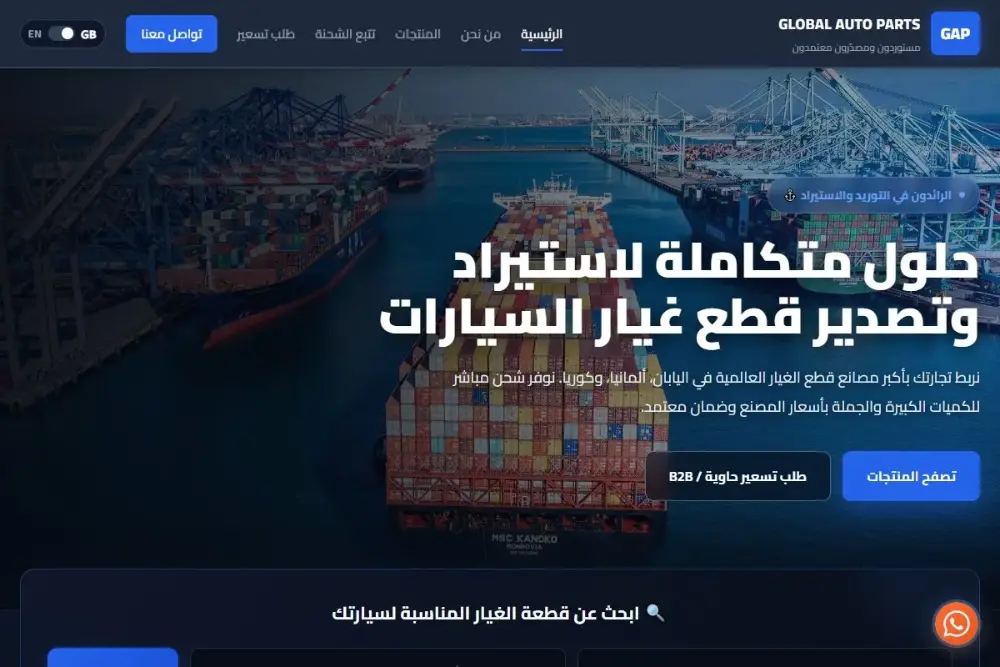 GAP
GLOBAL AUTO PARTS
مستوردون ومصدّرون معتمدون
الرئيسية
من نحن
المنتجات
تتبع الشحنة
طلب تسعير
تواصل معنا
GB
EN
الرائدون في التوريد والاستيراد
حلول متكاملة لاستيراد
وتصدير قطع غيار السيارات
نربط تجارتك بأكبر مصانع قطع الغيار العالمية في اليابان، ألمانيا، وكوريا. نوفر شحن مباشر
للكميات الكبيرة والجملة بأسعار المصنع وضمان معتمد.
تصفح المنتجات
طلب تسعير حاوية / B2B
MSC KANOKO
MONROVIA
ابحث عن قطعة الغيار المناسبة لسيارتك